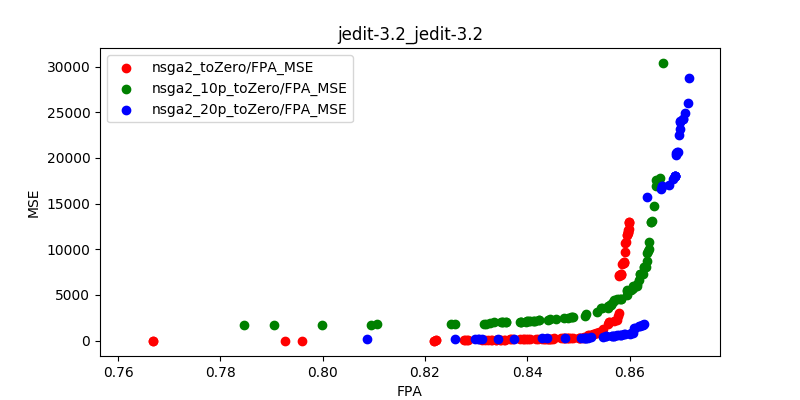 jedit-3.2_jedit-3.2
nsga2_toZero/FPA_MSE
nsga2_10p_toZero/FPA_MSE
nsga2_20p_toZero/FPA_MSE
30000
25000
20000
15000
10000
5000
0
MSE
0.76 0.78 0.80 0.82 0.84 0.86
FPA